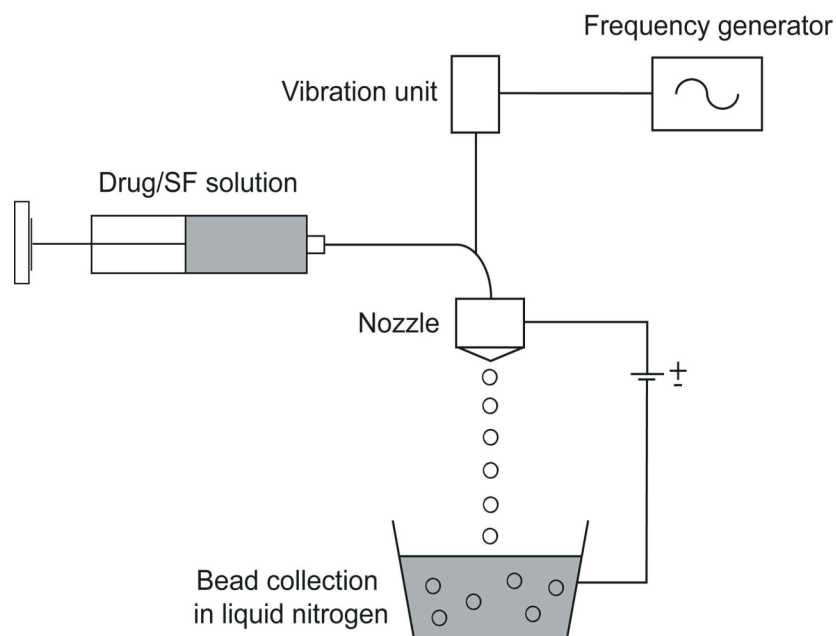 Frequency generator
Vibration unit
Drug/SF solution
Nozzle
±
Bead collection
in liquid nitrogen